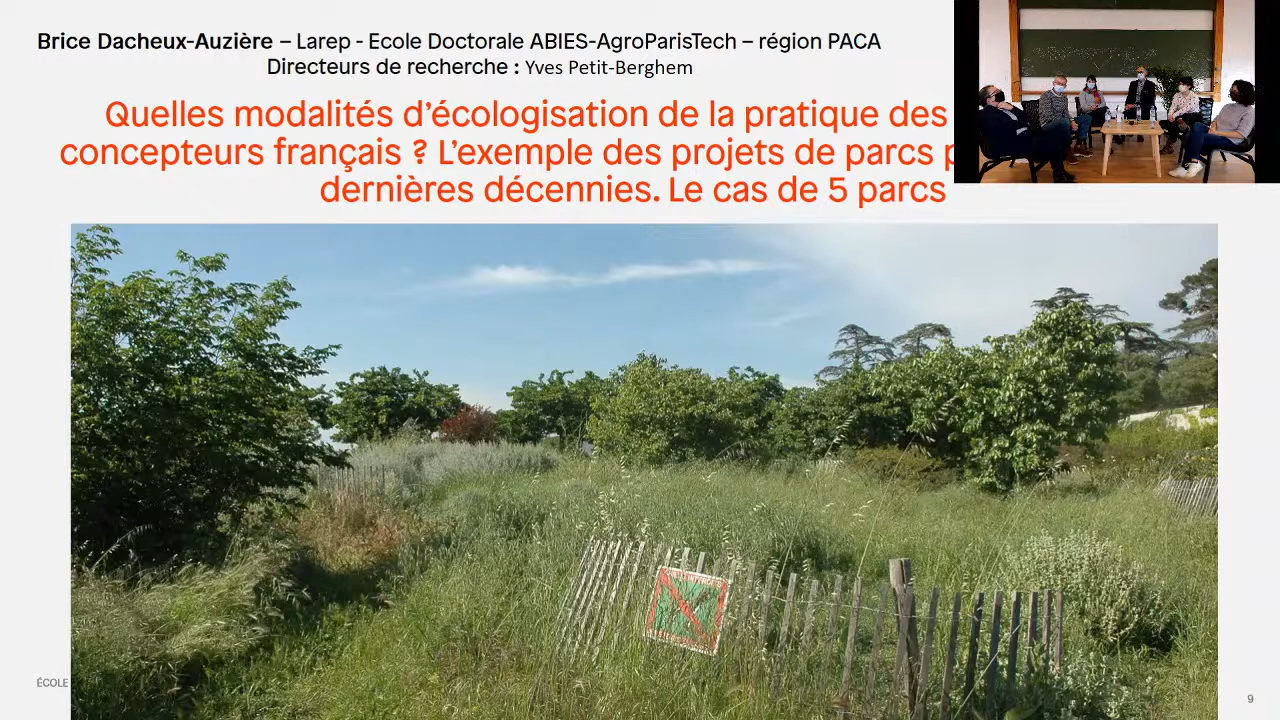 Brice Dacheux-Auzière – Larep - Ecole Doctorale ABIES-AgroParisTech – région PACA
Directeurs de recherche : Yves Petit-Berghem
Quelles modalités d’écologisation de la pratique des
concepteurs français ? L’exemple des projets de parcs
dernières décennies. Le cas de 5 parcs
ÉCOLE
9